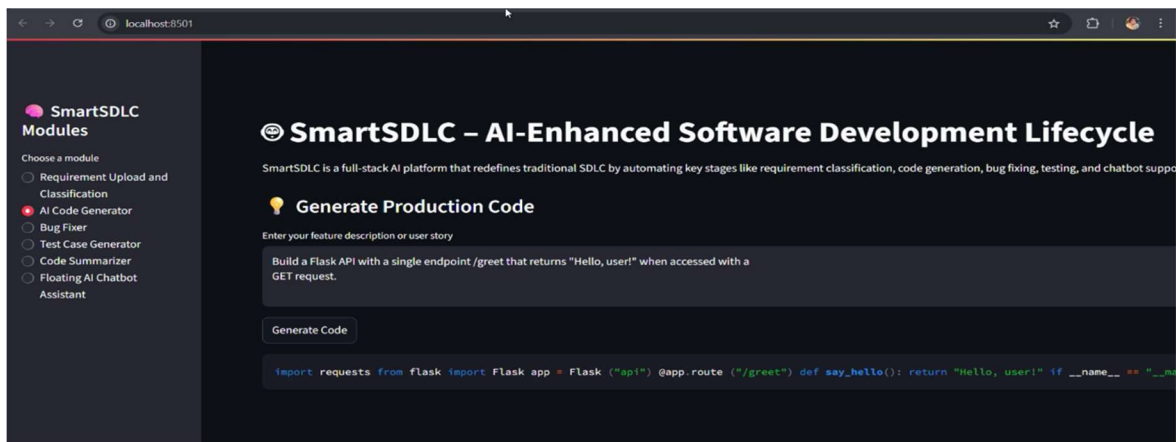 localhost:8501
🧠 SmartSDLC
Modules
Choose a module
Requirement Upload and
Classification
AI Code Generator
Bug Fixer
Test Case Generator
Code Summarizer
Floating AI Chatbot
Assistant
SmartSDLC – AI-Enhanced Software Development Lifecycle
SmartSDLC is a full-stack AI platform that redefines traditional SDLC by automating key stages like requirement classification, code generation, bug fixing, testing, and chatbot suppo
💡 Generate Production Code
Enter your feature description or user story
Build a Flask API with a single endpoint /greet that returns "Hello, user!" when accessed with a
GET request.
Generate Code
import requests from flask import Flask app = Flask ("api") @app.route ("/greet") def say_hello(): return "Hello, user!" if __name__ == "__ma